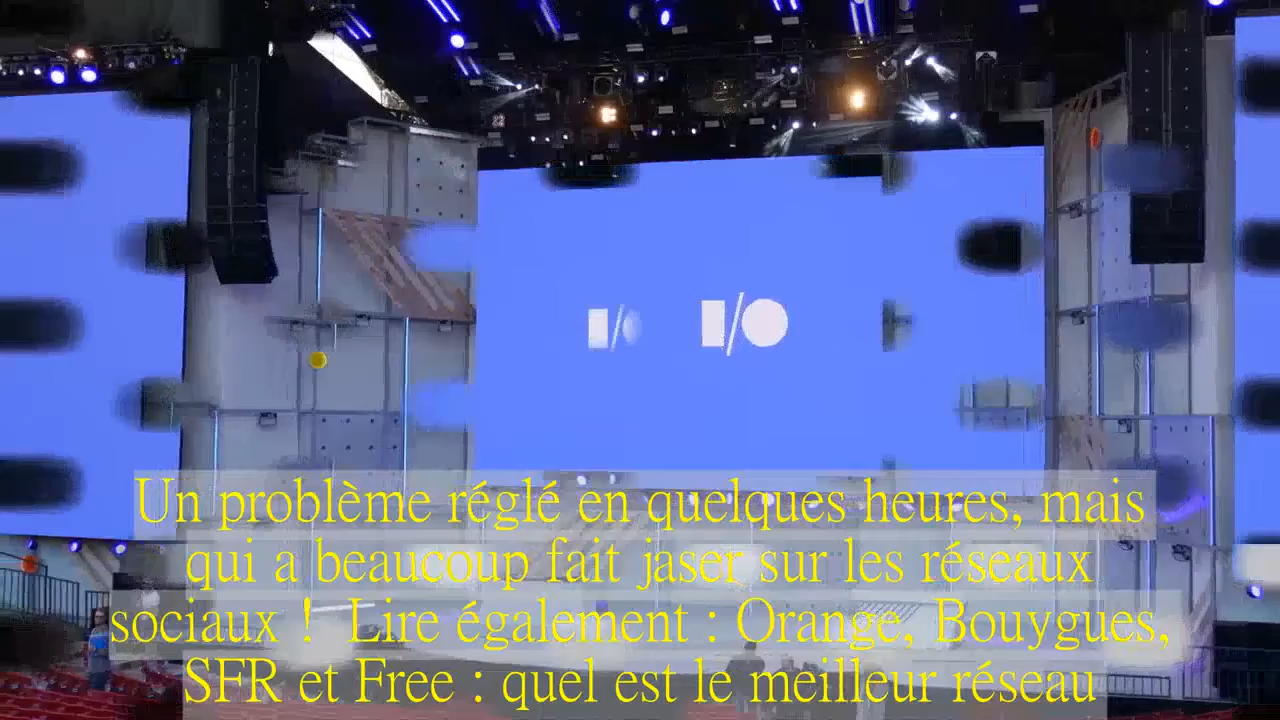 I/O I/O
Un problème réglé en quelques heures, mais
qui a beaucoup fait jaser sur les réseaux
sociaux ! Lire également : Orange, Bouygues,
SFR et Free : quel est le meilleur réseau